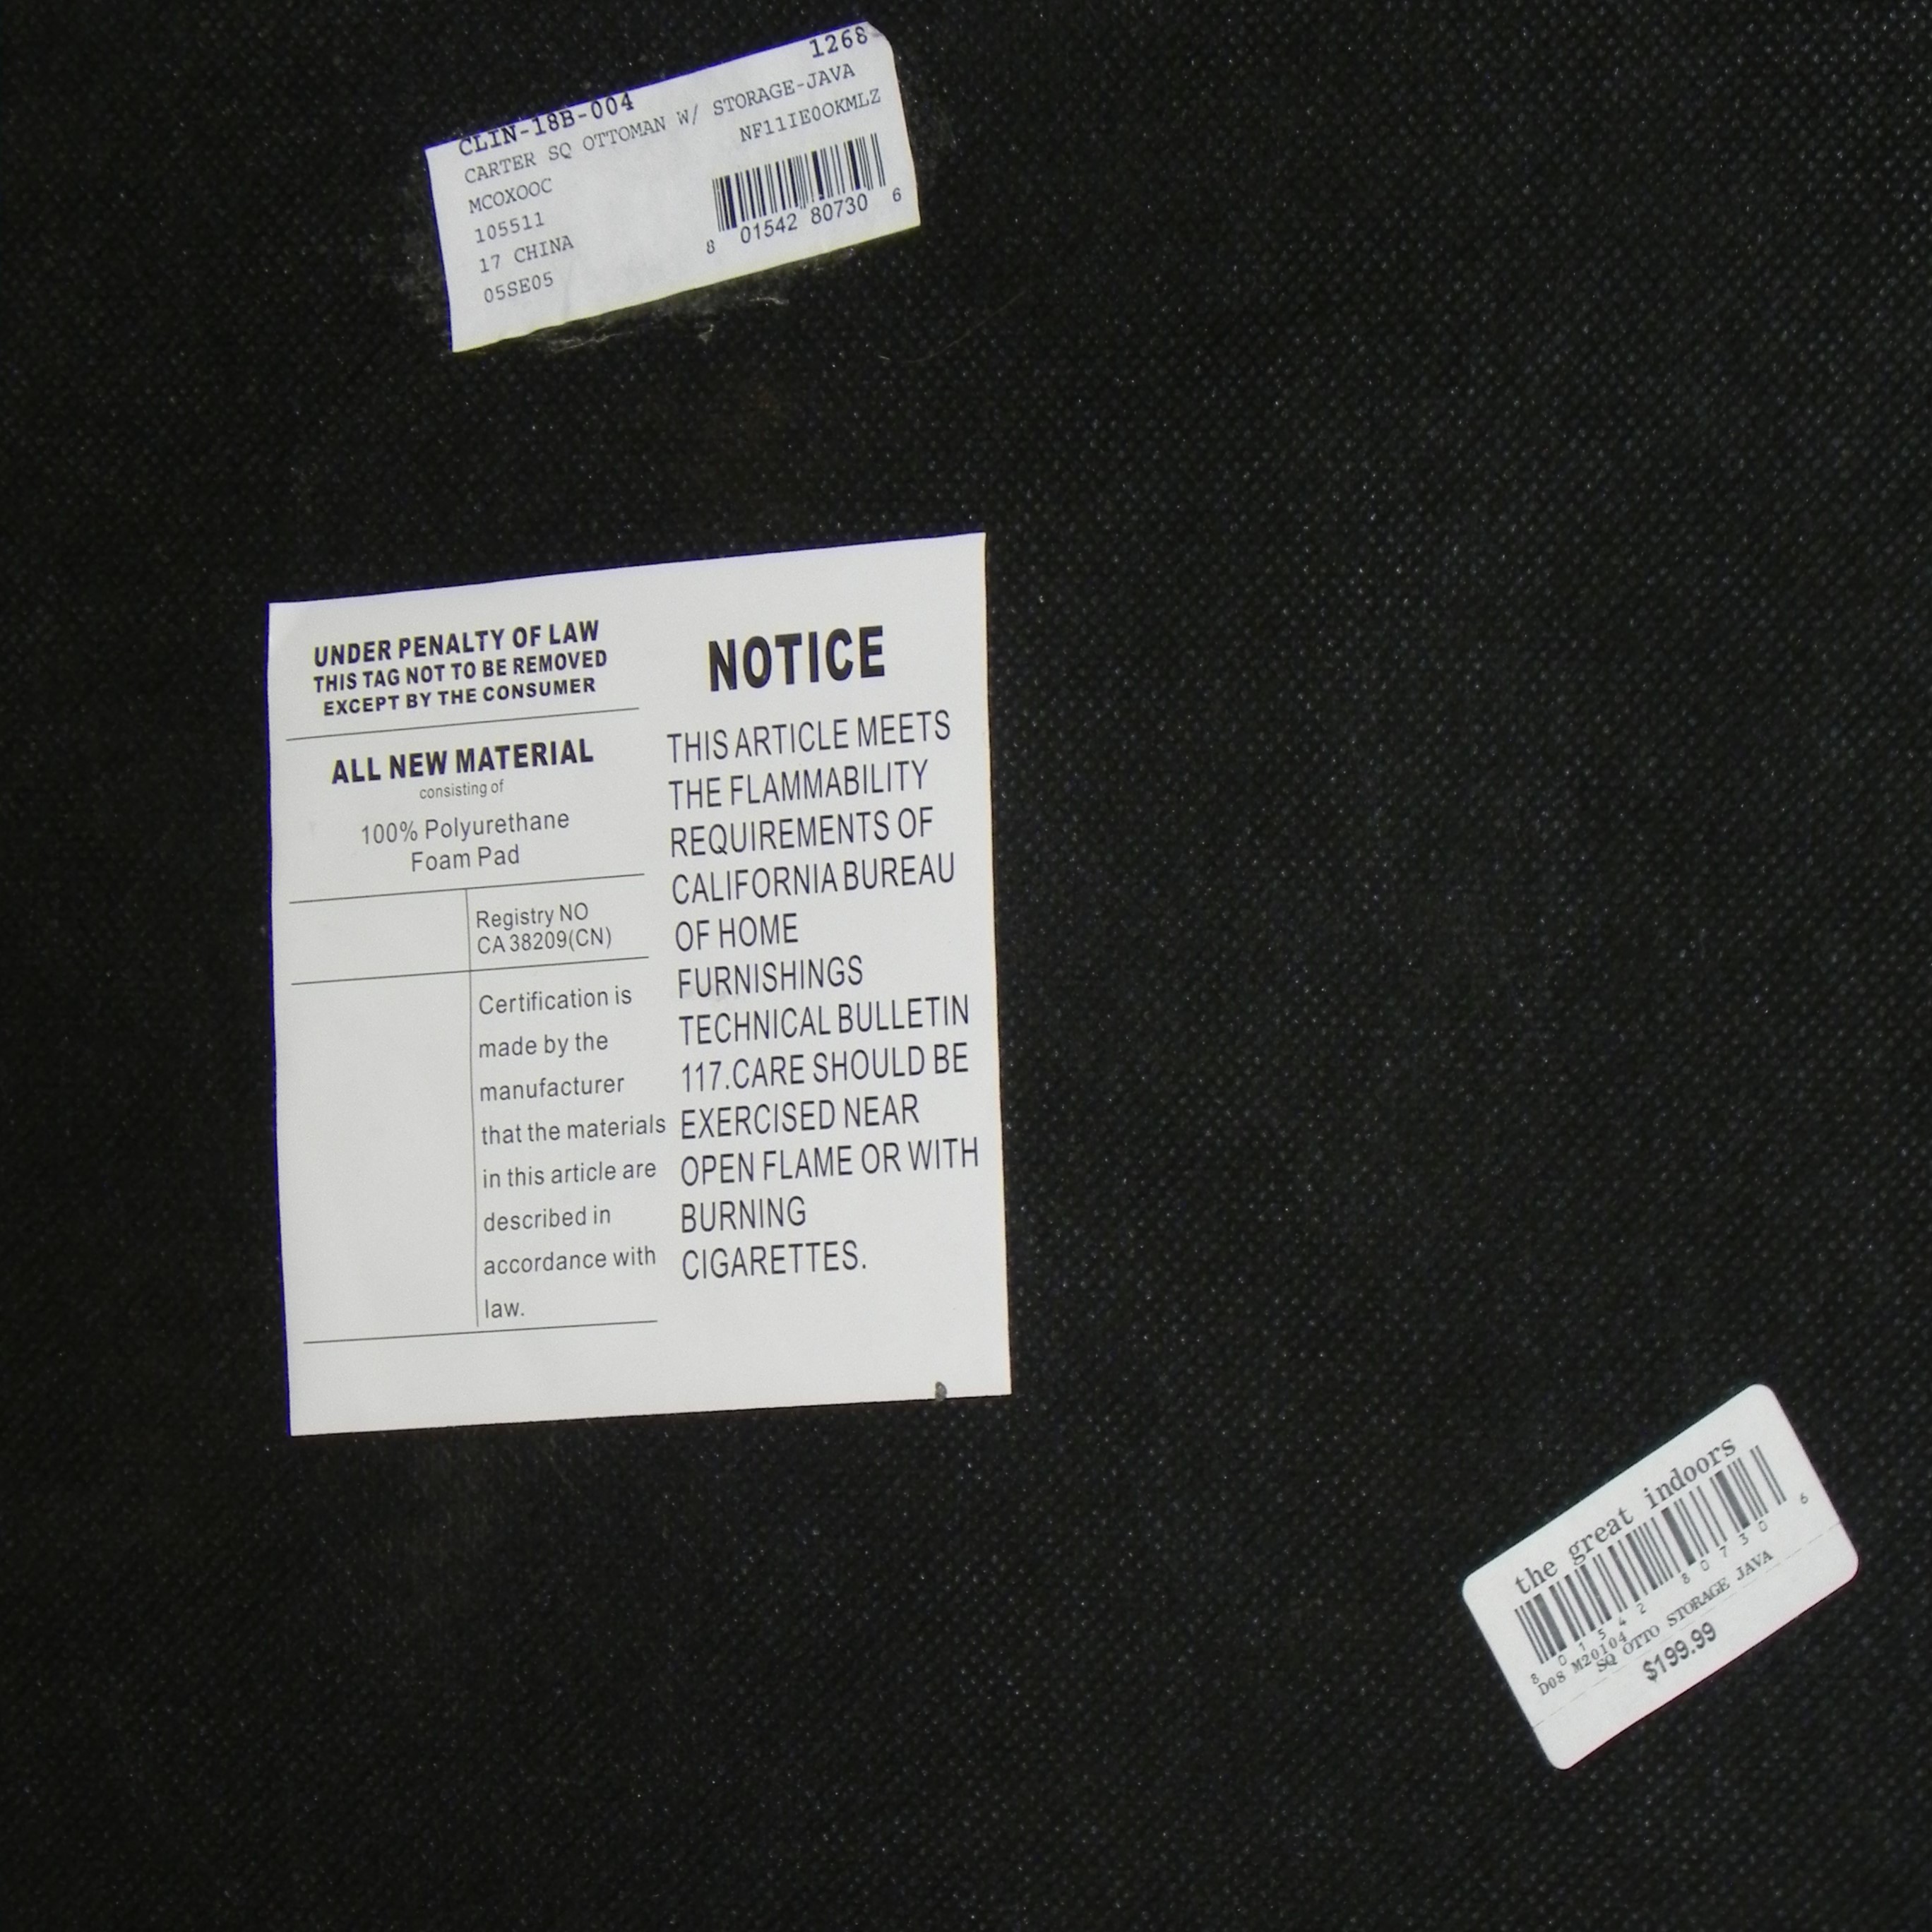 1268
CLIN-18B-004
CARTER SQ OTTOMAN W/ STORAGE-JAVA
MCOXOOC
NF11IE0OKMLZ
105511
17 CHINA
05SE05
8 01542 80730 6
UNDER PENALTY OF LAW
THIS TAG NOT TO BE REMOVED
EXCEPT BY THE CONSUMER
ALL NEW MATERIAL
consisting of
100% Polyurethane
Foam Pad
Registry NO
CA 38209(CN)
Certification is
made by the
manufacturer
that the materials
in this article are
described in
accordance with
law.
NOTICE
THIS ARTICLE MEETS
THE FLAMMABILITY
REQUIREMENTS OF
CALIFORNIA BUREAU
OF HOME
FURNISHINGS
TECHNICAL BULLETIN
117.CARE SHOULD BE
EXERCISED NEAR
OPEN FLAME OR WITH
BURNING
CIGARETTES.
the great indoors
8 01542 80730 6
D08 M20104
SQ OTTO STORAGE JAVA
$199.99